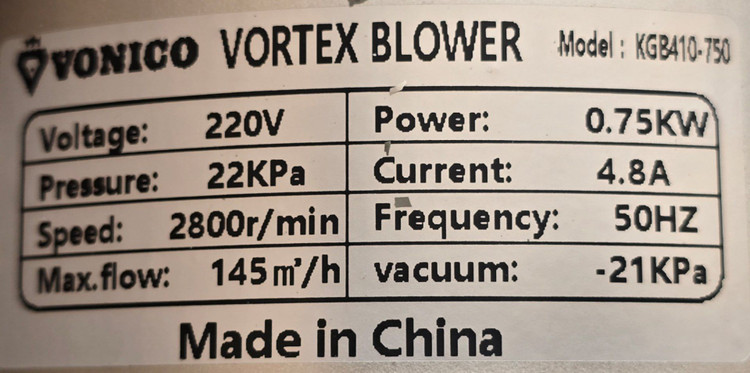 VONICO VORTEX BLOWER Model : KGB410-750
Voltage: 220V Power: 0.75KW
Pressure: 22KPa Current: 4.8A
Speed: 2800r/min Frequency: 50HZ
Max.flow: 145m³/h vacuum: -21KPa
Made in China